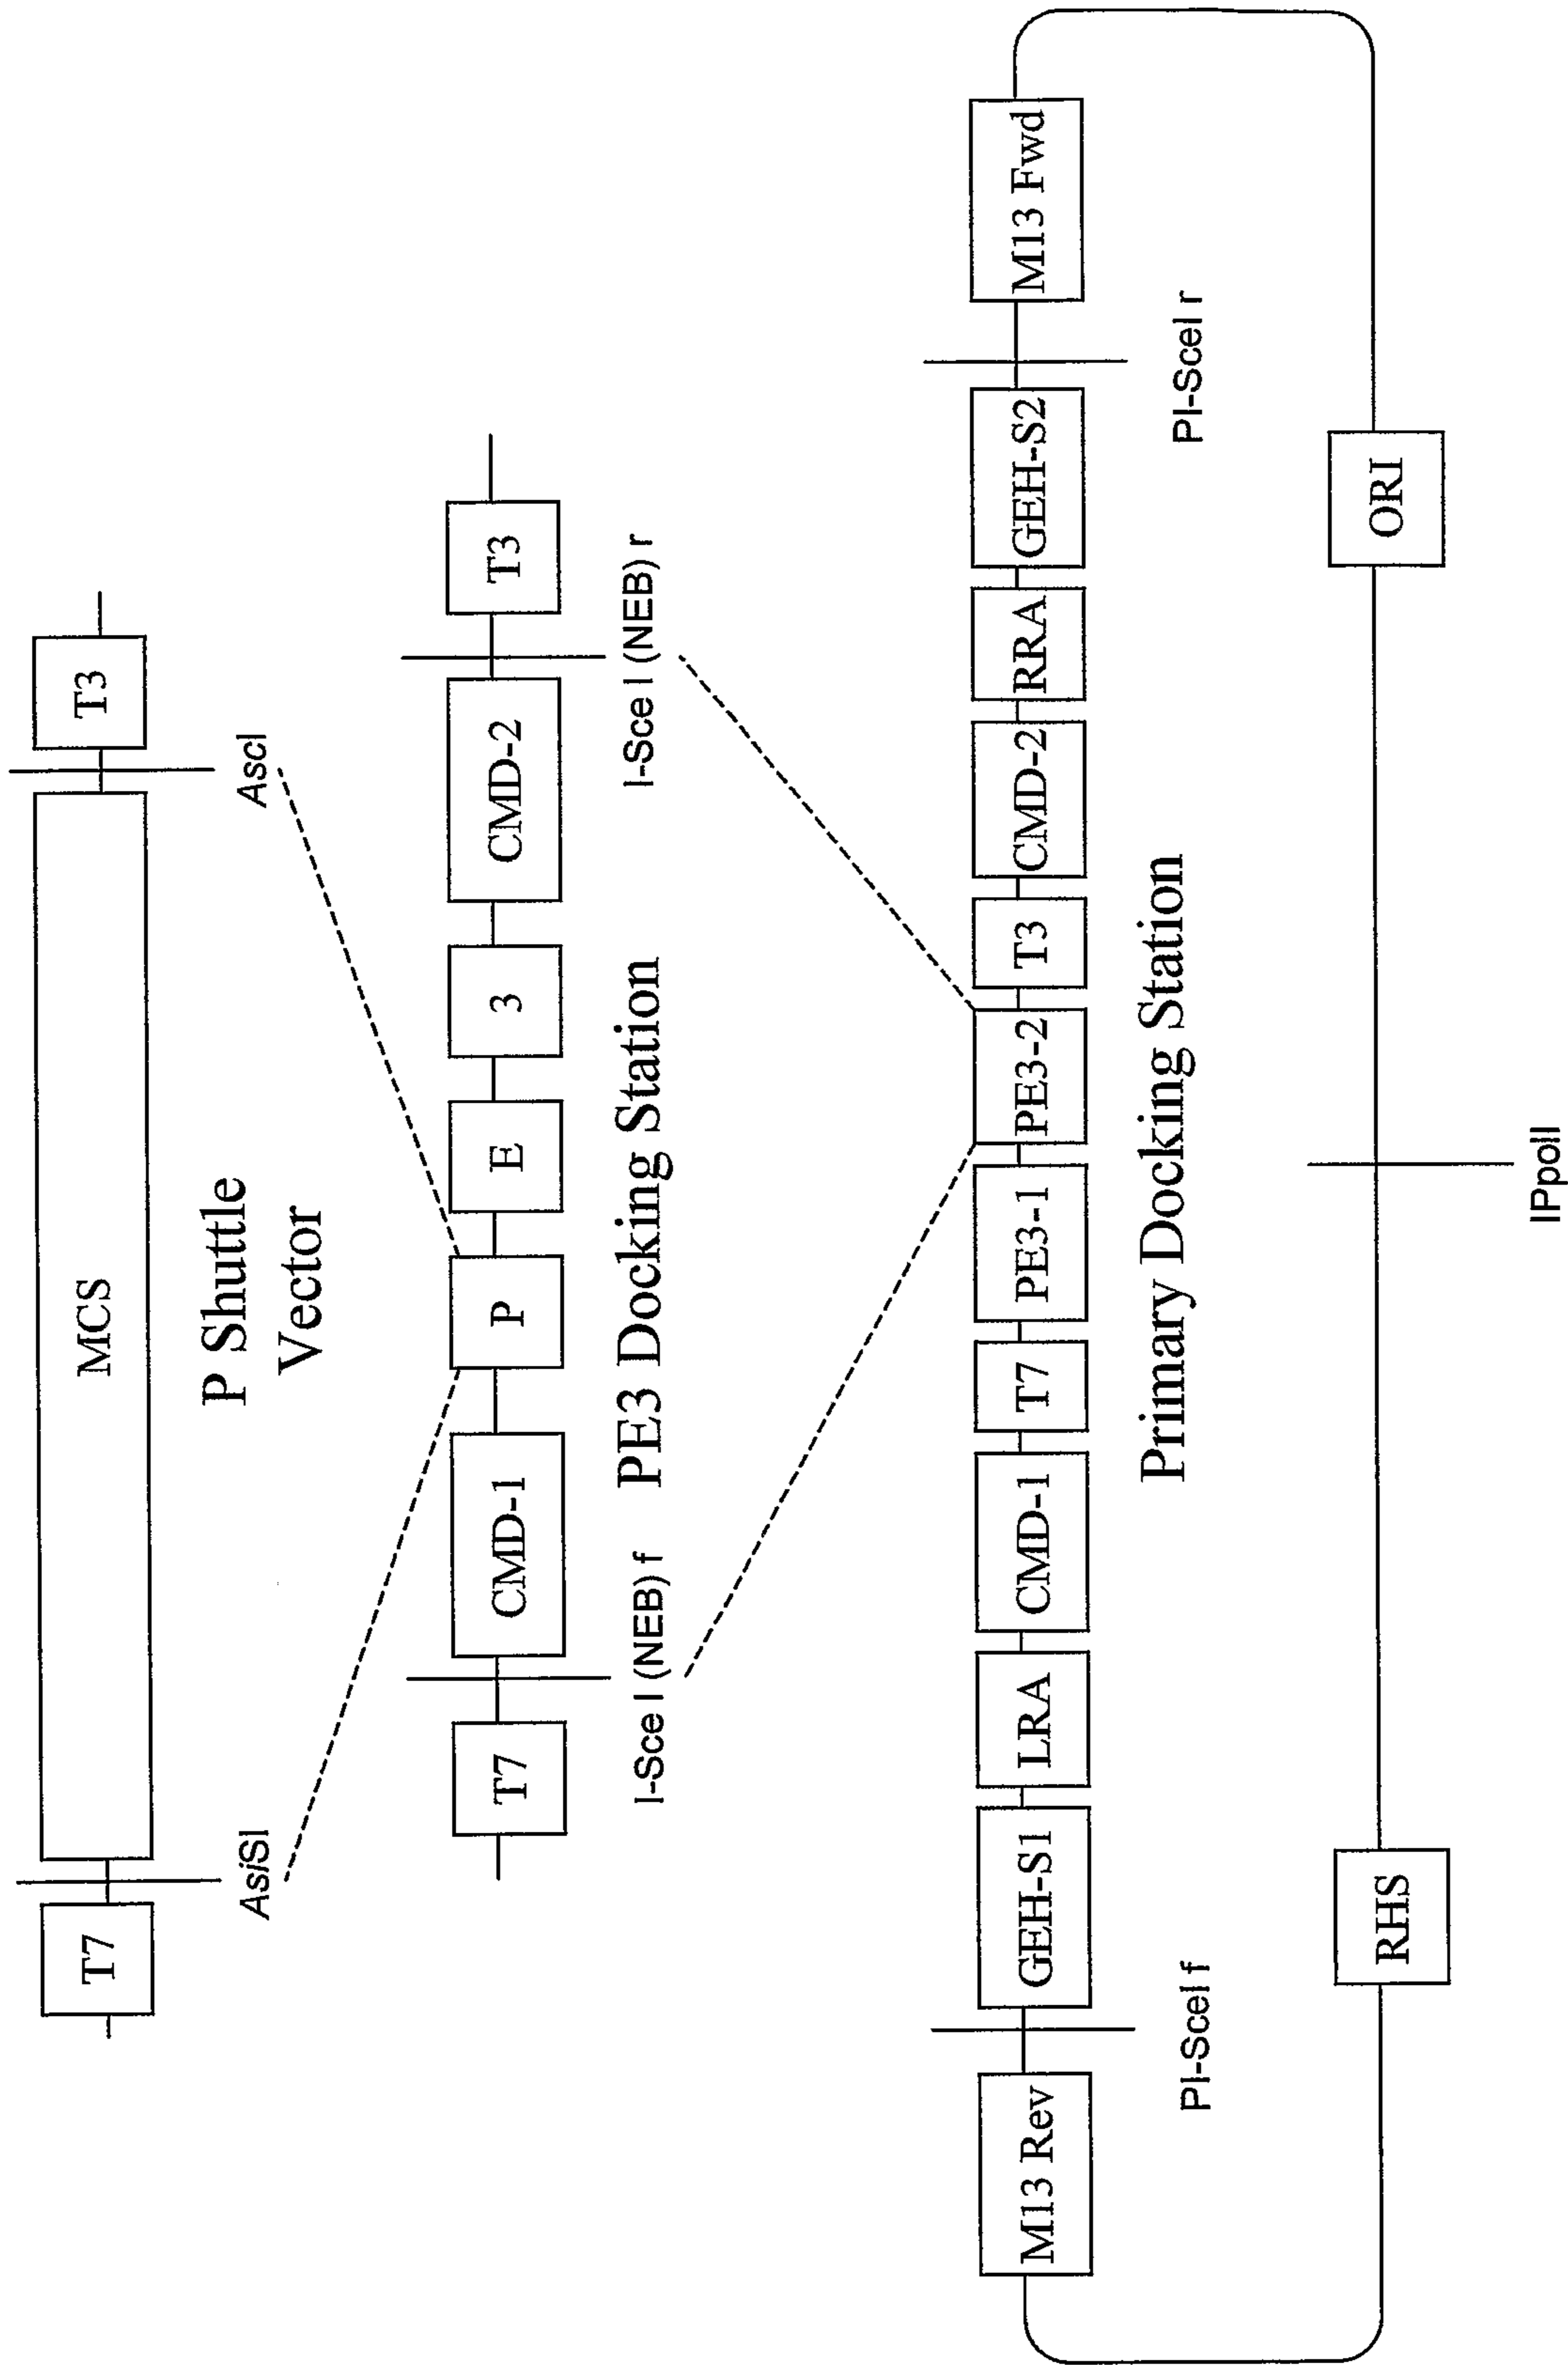 T7
MCS
T3
AsiSI
AscI
P Shuttle
Vector
T7
CMD-1
P
E
3
CMD-2
T3
I-Sce I (NEB) f
I-Sce I (NEB) r
PE3 Docking Station
M13 Rev
GEH-S1
LRA
CMD-1
T7
PE3-1
PE3-2
T3
CMD-2
RRA
GEH-S2
M13 Fwd
PI-SceI f
PI-SceI r
Primary Docking Station
RHS
ORI
IPpoII